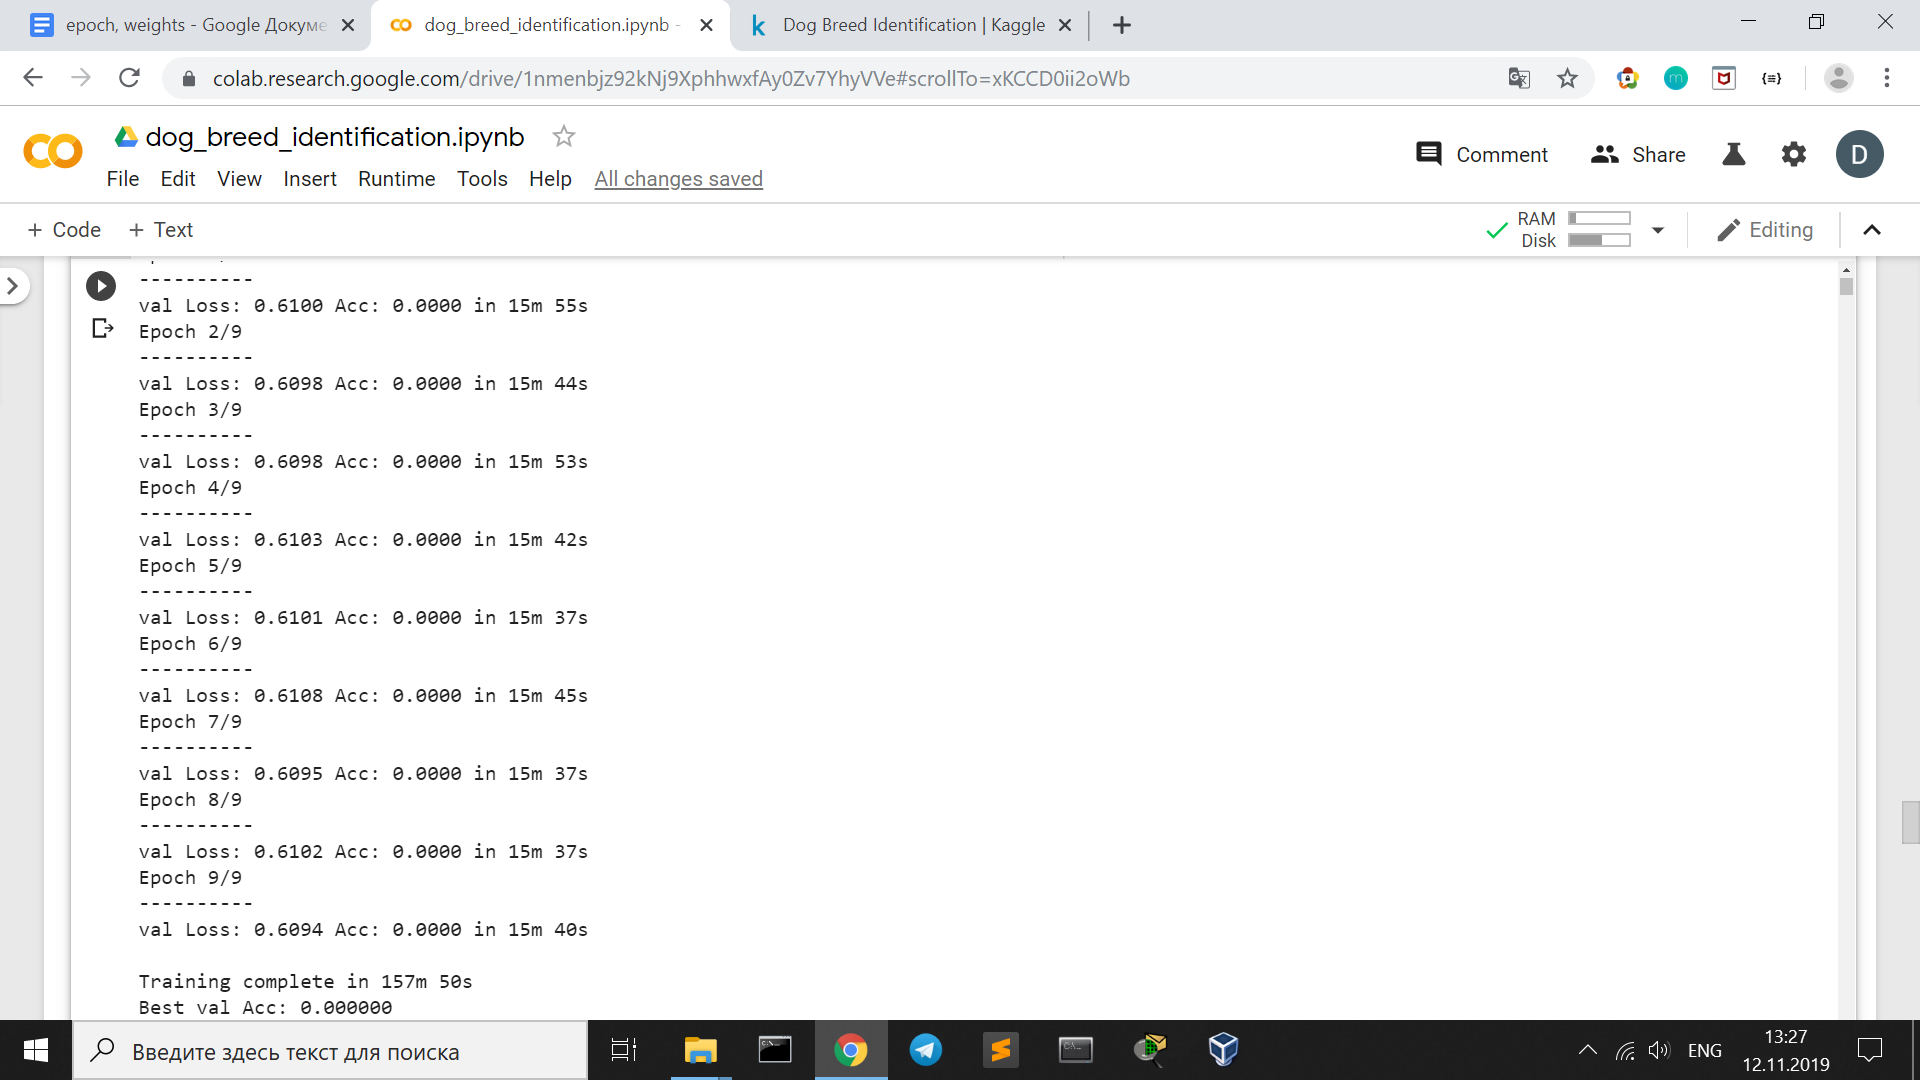 epoch, weights - Google Докуме
dog_breed_identification.ipynb -
Dog Breed Identification | Kaggle
colab.research.google.com/drive/1nmenbjz92kNj9XphhwxfAy0Zv7YhyVVe#scrollTo=xKCCD0ii2oWb
dog_breed_identification.ipynb
Comment
Share
D
File Edit View Insert Runtime Tools Help All changes saved
+ Code + Text
RAM
Disk
Editing
----------
val Loss: 0.6100 Acc: 0.0000 in 15m 55s
Epoch 2/9
----------
val Loss: 0.6098 Acc: 0.0000 in 15m 44s
Epoch 3/9
----------
val Loss: 0.6098 Acc: 0.0000 in 15m 53s
Epoch 4/9
----------
val Loss: 0.6103 Acc: 0.0000 in 15m 42s
Epoch 5/9
----------
val Loss: 0.6101 Acc: 0.0000 in 15m 37s
Epoch 6/9
----------
val Loss: 0.6108 Acc: 0.0000 in 15m 45s
Epoch 7/9
----------
val Loss: 0.6095 Acc: 0.0000 in 15m 37s
Epoch 8/9
----------
val Loss: 0.6102 Acc: 0.0000 in 15m 37s
Epoch 9/9
----------
val Loss: 0.6094 Acc: 0.0000 in 15m 40s
Training complete in 157m 50s
Best val Acc: 0.000000
Введите здесь текст для поиска
ENG
13:27
12.11.2019